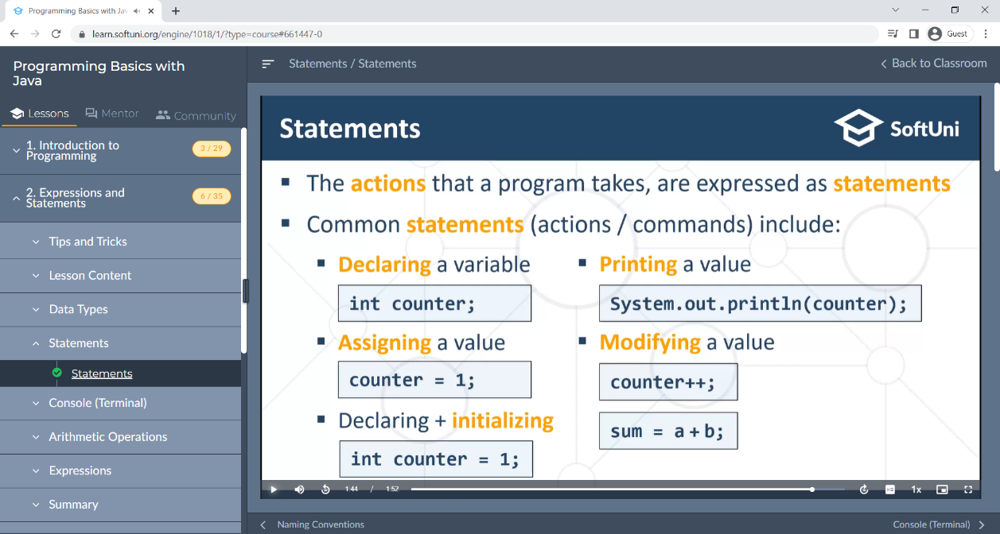 Programming Basics with Jav
learn.softuni.org/engine/1018/1/?type=course#661447-0
Guest
Programming Basics with
Java
Lessons
Mentor
Community
1. Introduction to
Programming
3 / 29
2. Expressions and
Statements
6 / 35
Tips and Tricks
Lesson Content
Data Types
Statements
Statements
Console (Terminal)
Arithmetic Operations
Expressions
Summary
Statements / Statements
Back to Classroom
Statements
SoftUni
The actions that a program takes, are expressed as statements
Common statements (actions / commands) include:
Declaring a variable
int counter;
Assigning a value
counter = 1;
Declaring + initializing
int counter = 1;
Printing a value
System.out.println(counter);
Modifying a value
counter++;
sum = a+b;
1:44 / 1:52
HD
1x
Naming Conventions
Console (Terminal)